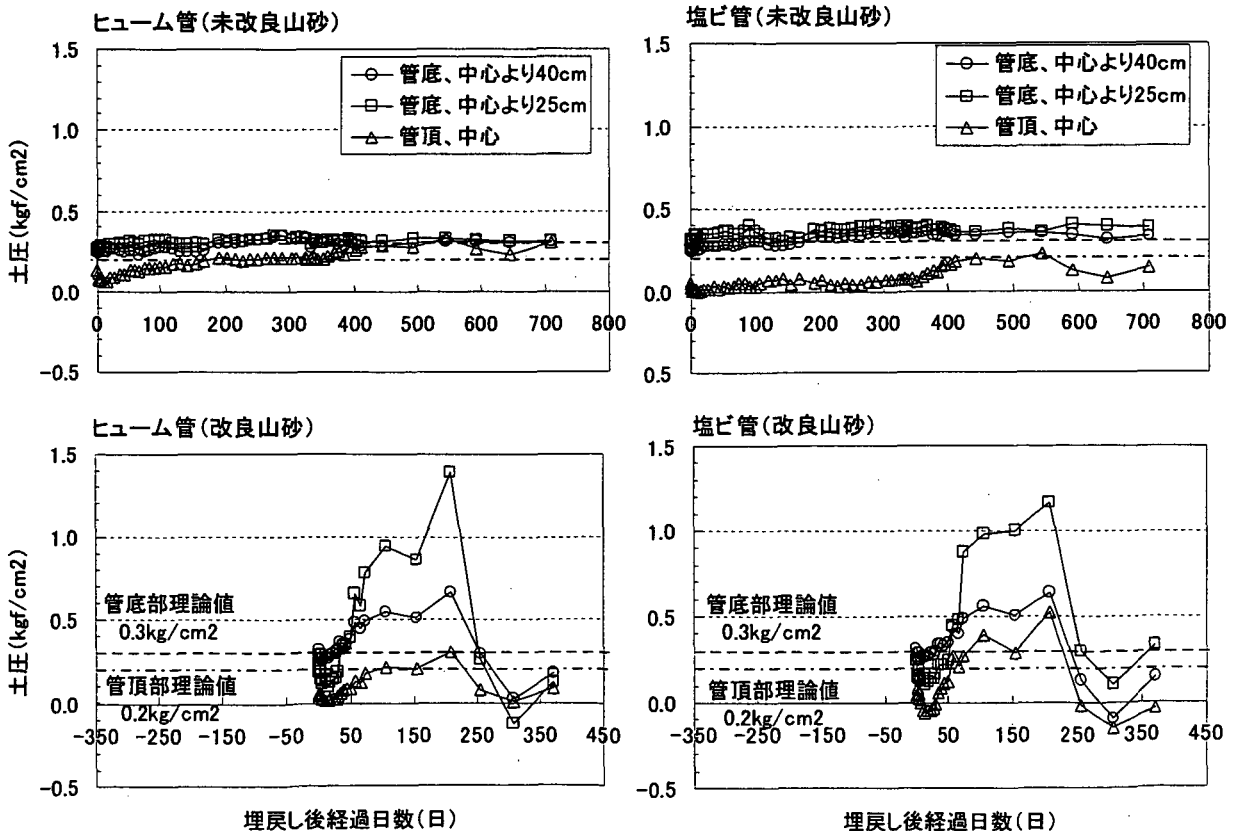 ヒューム管(未改良山砂)
土圧(kgf/cm2)
1.5
1.0
0.5
0.0
-0.5
0 100 200 300 400 500 600 700 800
管底、中心より40cm
管底、中心より25cm
管頂、中心
塩ビ管(未改良山砂)
1.5
1.0
0.5
0.0
0.5
0 100 200 300 400 500 600 700 800
管底、中心より40cm
管底、中心より25cm
管頂、中心
ヒューム管(改良山砂)
土圧(kgf/cm2)
1.5
1.0
0.5
0.0
-0.5
管底部理論値
0.3kg/cm2
管頂部理論値
0.2kg/cm2
-350 -250 -150 -50 50 150 250 350 450
埋戻し後経過日数(日)
塩ビ管(改良山砂)
1.5
1.0
0.5
0.0
-0.5
管底部理論値
0.3kg/cm2
管頂部理論値
0.2kg/cm2
-350 -250 -150 -50 50 150 250 350 450
埋戻し後経過日数(日)